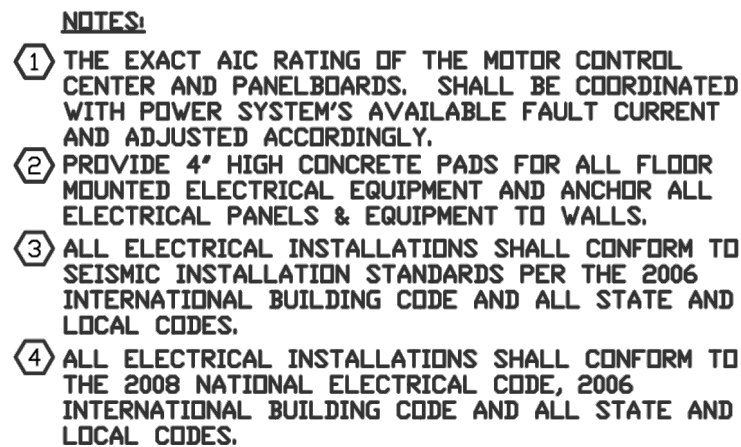 NOTES:
1 THE EXACT AIC RATING OF THE MOTOR CONTROL
CENTER AND PANELBOARDS. SHALL BE COORDINATED
WITH POWER SYSTEM'S AVAILABLE FAULT CURRENT
AND ADJUSTED ACCORDINGLY.
2 PROVIDE 4" HIGH CONCRETE PADS FOR ALL FLOOR
MOUNTED ELECTRICAL EQUIPMENT AND ANCHOR ALL
ELECTRICAL PANELS & EQUIPMENT TO WALLS.
3 ALL ELECTRICAL INSTALLATIONS SHALL CONFORM TO
SEISMIC INSTALLATION STANDARDS PER THE 2006
INTERNATIONAL BUILDING CODE AND ALL STATE AND
LOCAL CODES.
4 ALL ELECTRICAL INSTALLATIONS SHALL CONFORM TO
THE 2008 NATIONAL ELECTRICAL CODE, 2006
INTERNATIONAL BUILDING CODE AND ALL STATE AND
LOCAL CODES.